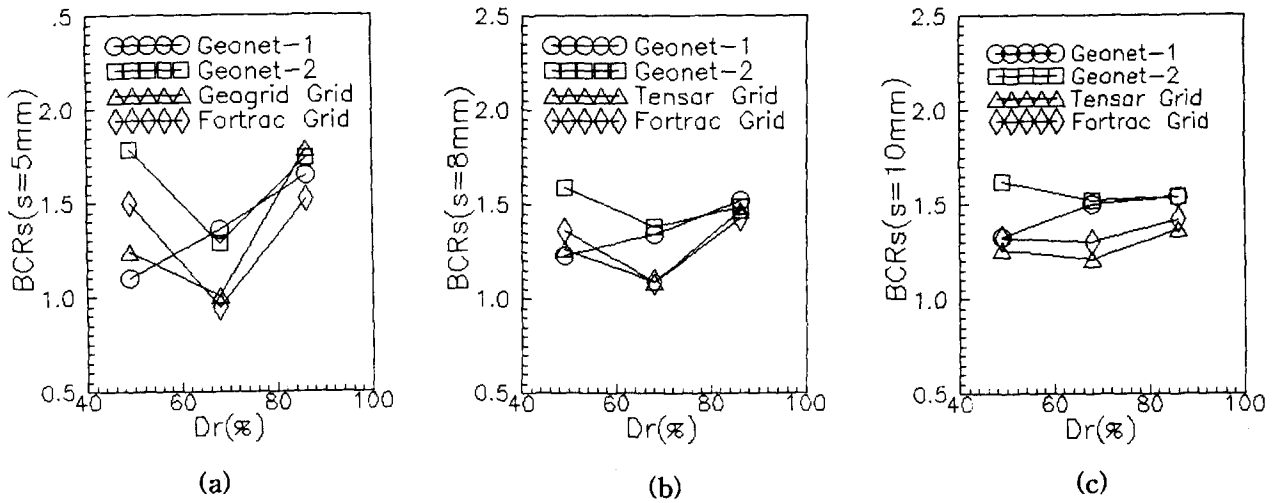 .5
Geonet-1
Geonet-2
Geogrid Grid
Fortrac Grid
2.0
1.5
1.0
0.5
BCRs(s=5mm)
40
60
80
100
Dr(%)
(a)
2.5
Geonet-1
Geonet-2
Tensar Grid
Fortrac Grid
2.0
1.5
1.0
0.5
BCRs(s=8mm)
40
60
80
100
Dr(%)
(b)
2.5
Geonet-1
Geonet-2
Tensar Grid
Fortrac Grid
2.0
1.5
1.0
0.5
BCRs(s=10mm)
40
60
80
100
Dr(%)
(c)